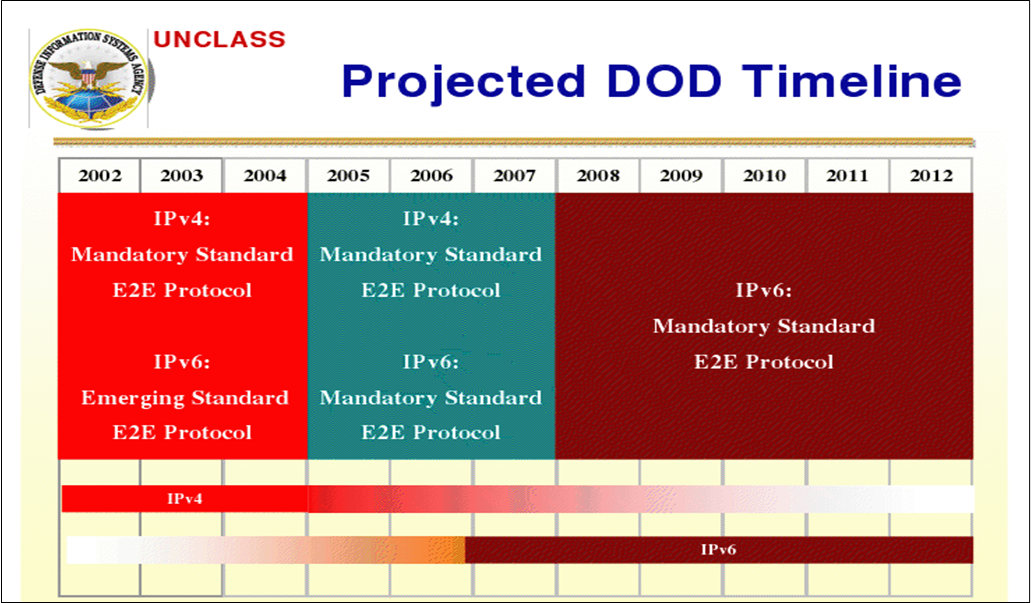 DEFENSE INFORMATION SYSTEMS AGENCY
UNCLASS
Projected DOD Timeline
2002 2003 2004 2005 2006 2007 2008 2009 2010 2011 2012
IPv4:
Mandatory Standard
E2E Protocol
IPv6:
Emerging Standard
E2E Protocol
IPv4:
Mandatory Standard
E2E Protocol
IPv6:
Mandatory Standard
E2E Protocol
IPv6:
Mandatory Standard
E2E Protocol
IPv4
IPv6